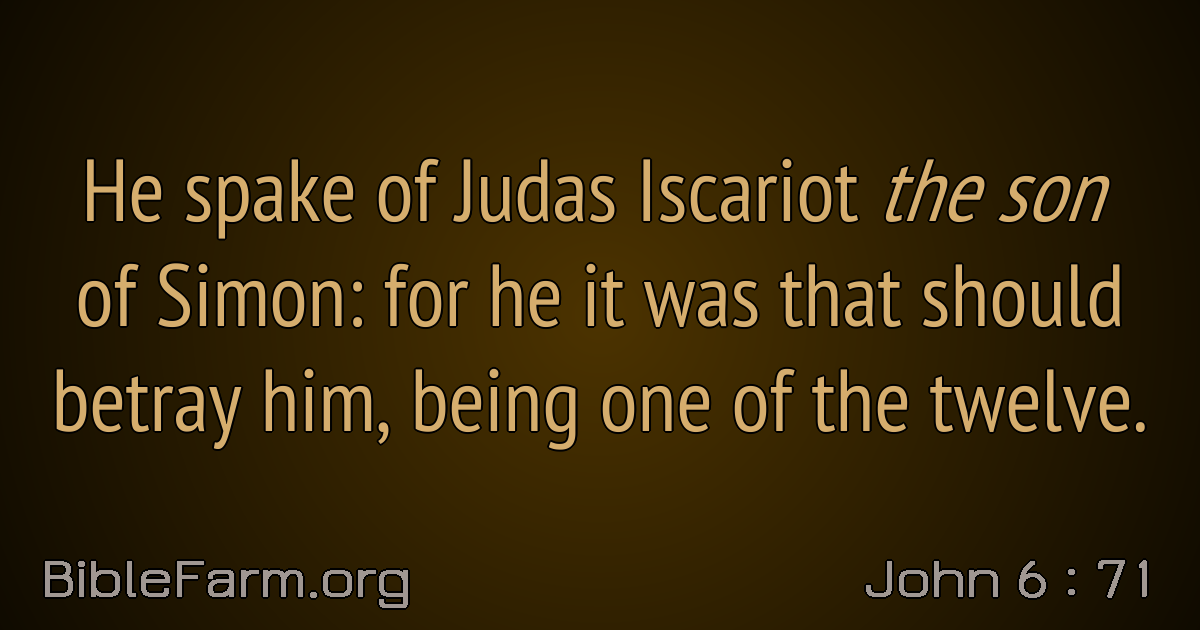 He spake of Judas Iscariot the son
of Simon: for he it was that should
betray him, being one of the twelve.
BibleFarm.org
John 6 : 71